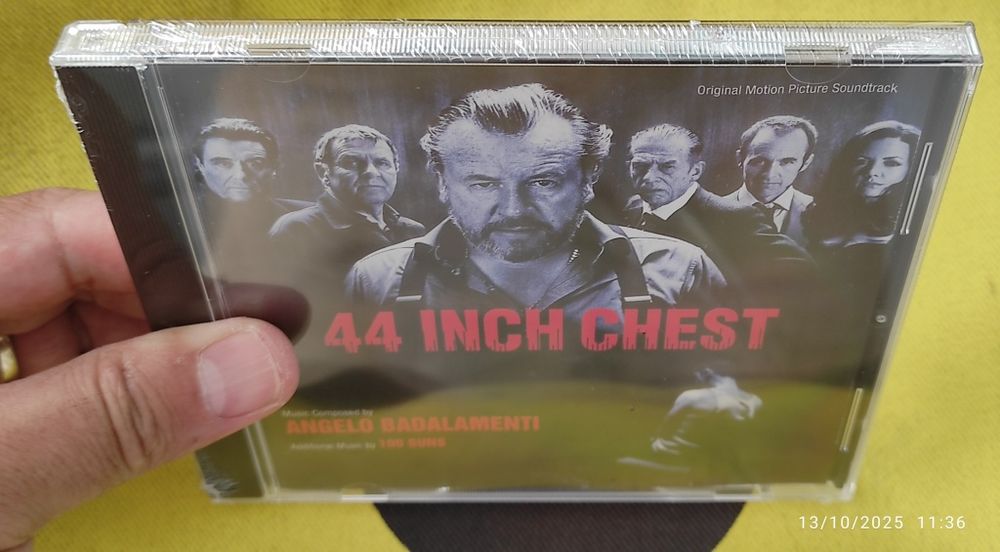 Original Motion Picture Soundtrack
44 INCH CHEST
Music Composed by
ANGELO BADALAMENTI
Additional Music by 100 SUNS
13/10/2025 11:36